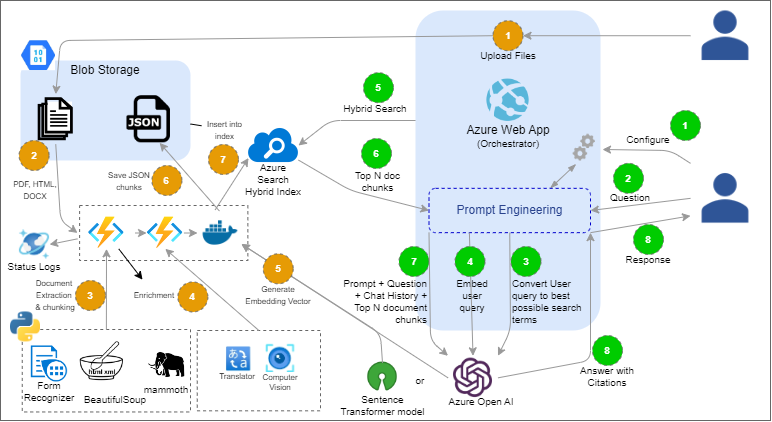 1
Upload Files
10
01
Blob Storage
5
Hybrid Search
Azure Web App
(Orchestrator)
JSON
Insert into
index
1
Configure
2
PDF, HTML,
DOCX
Save JSON
chunks
6
7
Azure
Search
Hybrid Index
6
Top N doc
chunks
2
Question
Prompt Engineering
8
Response
Status Logs
5
Generate
Embedding Vector
7
Prompt + Question
+ Chat History +
Top N document
chunks
4
Embed
user
query
3
Convert User
query to best
possible search
terms
Document
Extraction
& chunking
3
Enrichment
4
Form
Recognizer
html xml
BeautifulSoup
mammoth
Translator
Computer
Vision
Sentence
Transformer model
or
Azure Open AI
8
Answer with
Citations